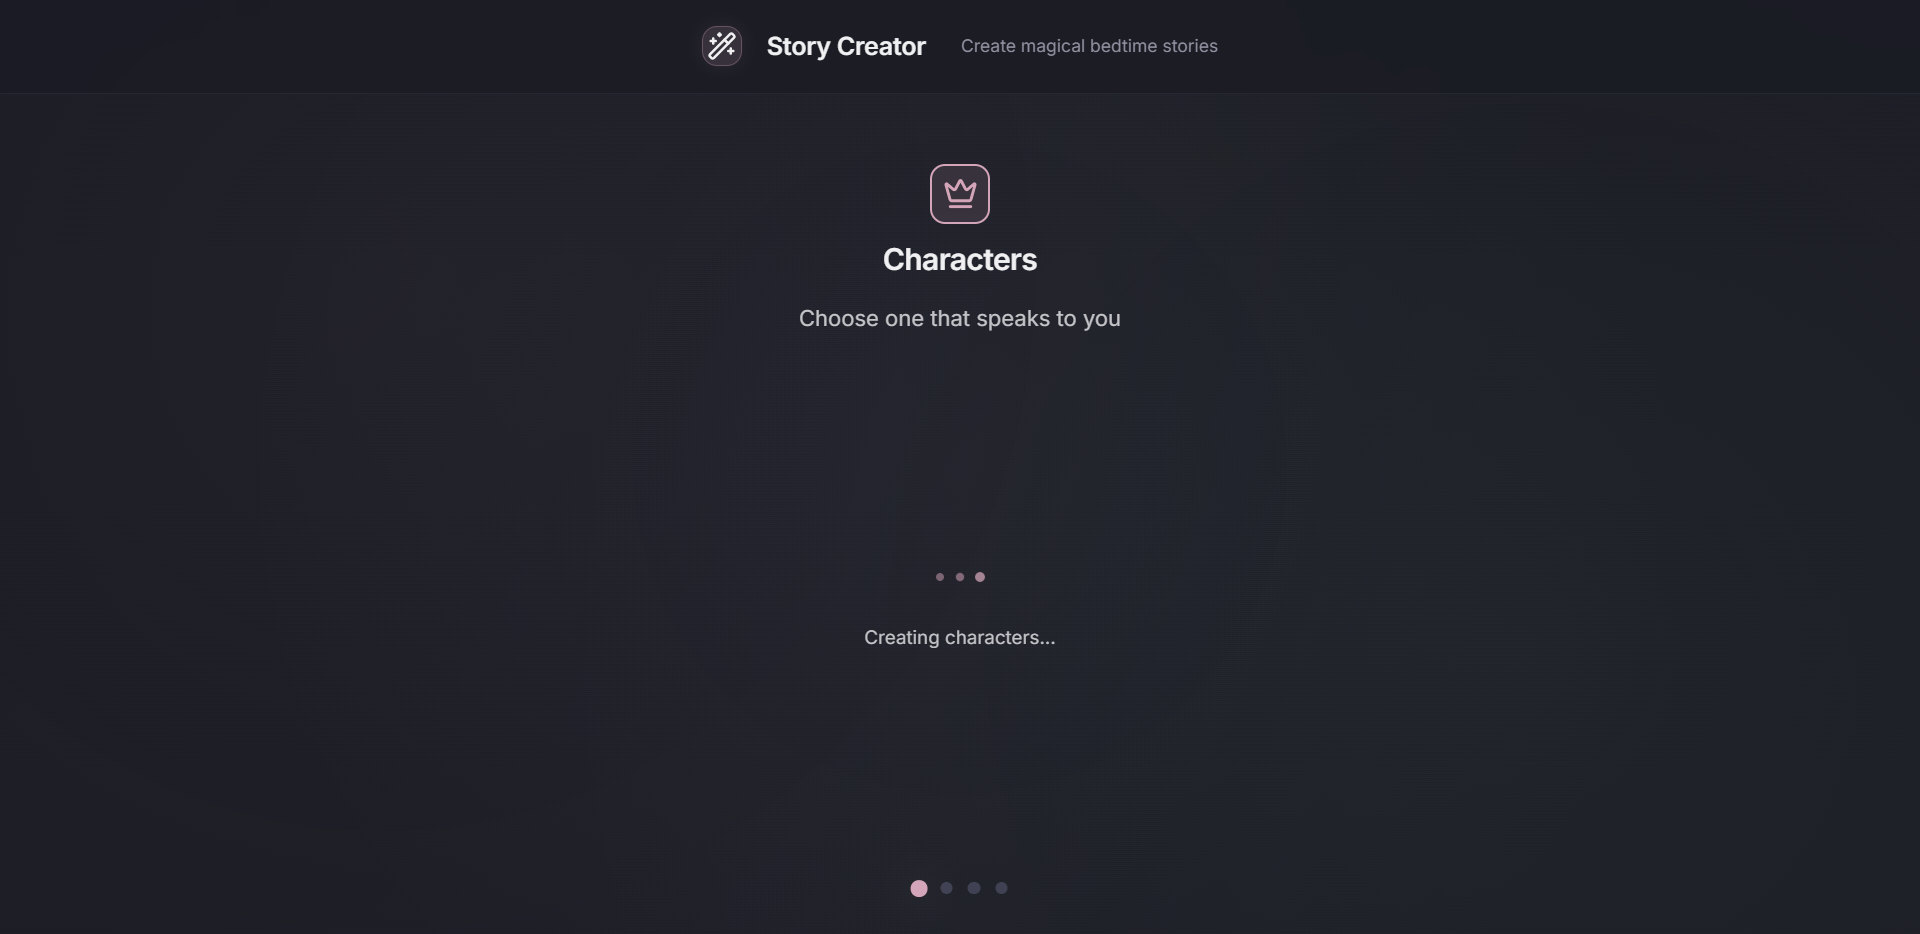 Story Creator
Create magical bedtime stories
Characters
Choose one that speaks to you
Creating characters...